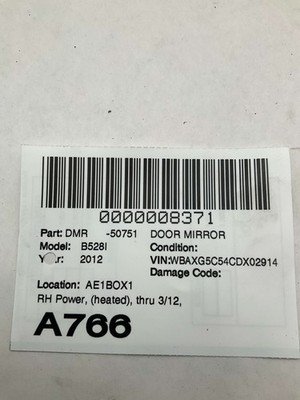 0000008371
Part: DMR -50751 DOOR MIRROR
Model: B528I Condition:
Year: 2012 VIN:WBAXG5C54CDX02914
Damage Code:
Location: AE1BOX1
RH Power, (heated), thru 3/12,
A766